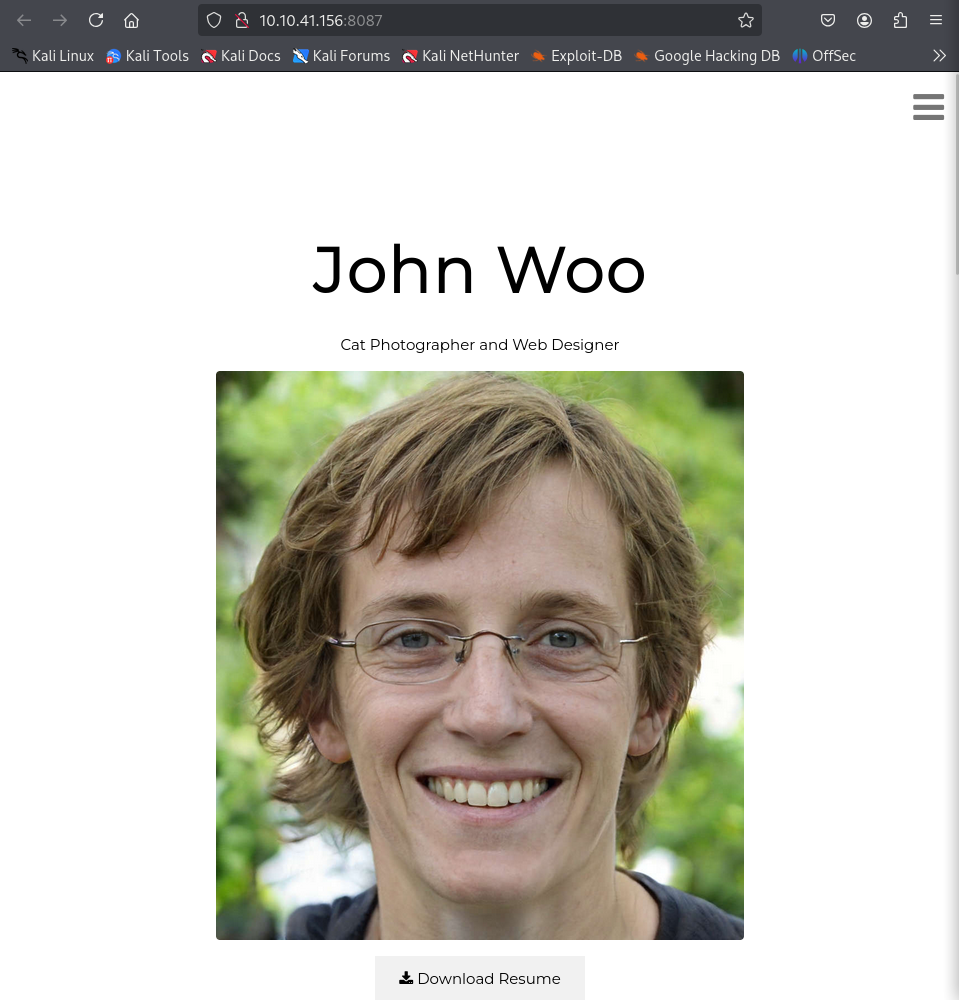 10.10.41.156:8087
Kali Linux Kali Tools Kali Docs Kali Forums Kali NetHunter Exploit-DB Google Hacking DB OffSec
John Woo
Cat Photographer and Web Designer
Download Resume